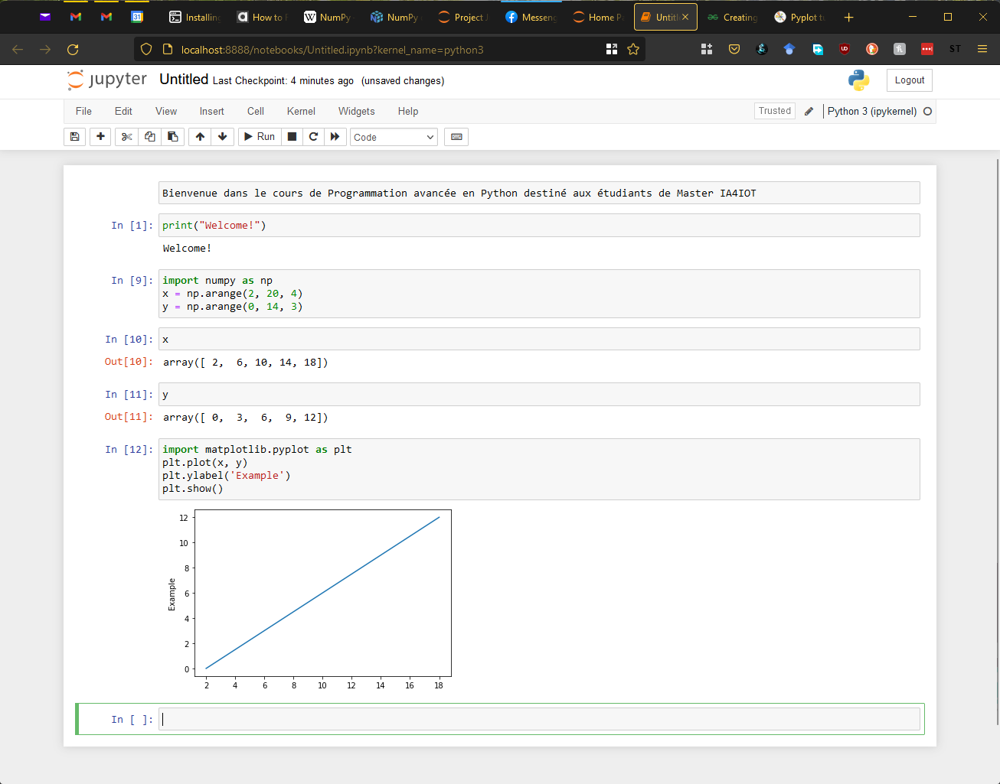 31 Installing How to NumPy NumPy Project J Messeng Home Pa Untitl Creating Pyplot tu
localhost:8888/notebooks/Untitled.ipynb?kernel_name=python3 ST
jupyter Untitled Last Checkpoint: 4 minutes ago (unsaved changes) Logout
File Edit View Insert Cell Kernel Widgets Help Trusted Python 3 (ipykernel)
Run Code
Bienvenue dans le cours de Programmation avancée en Python destiné aux étudiants de Master IA4IOT
In [1]: print("Welcome!")
Welcome!
In [9]: import numpy as np
x = np.arange(2, 20, 4)
y = np.arange(0, 14, 3)
In [10]: x
Out[10]: array([ 2,  6, 10, 14, 18])
In [11]: y
Out[11]: array([ 0,  3,  6,  9, 12])
In [12]: import matplotlib.pyplot as plt
plt.plot(x, y)
plt.ylabel('Example')
plt.show()
12
10
8
6
4
2
0
Example
2 4 6 8 10 12 14 16 18
In [ ]: